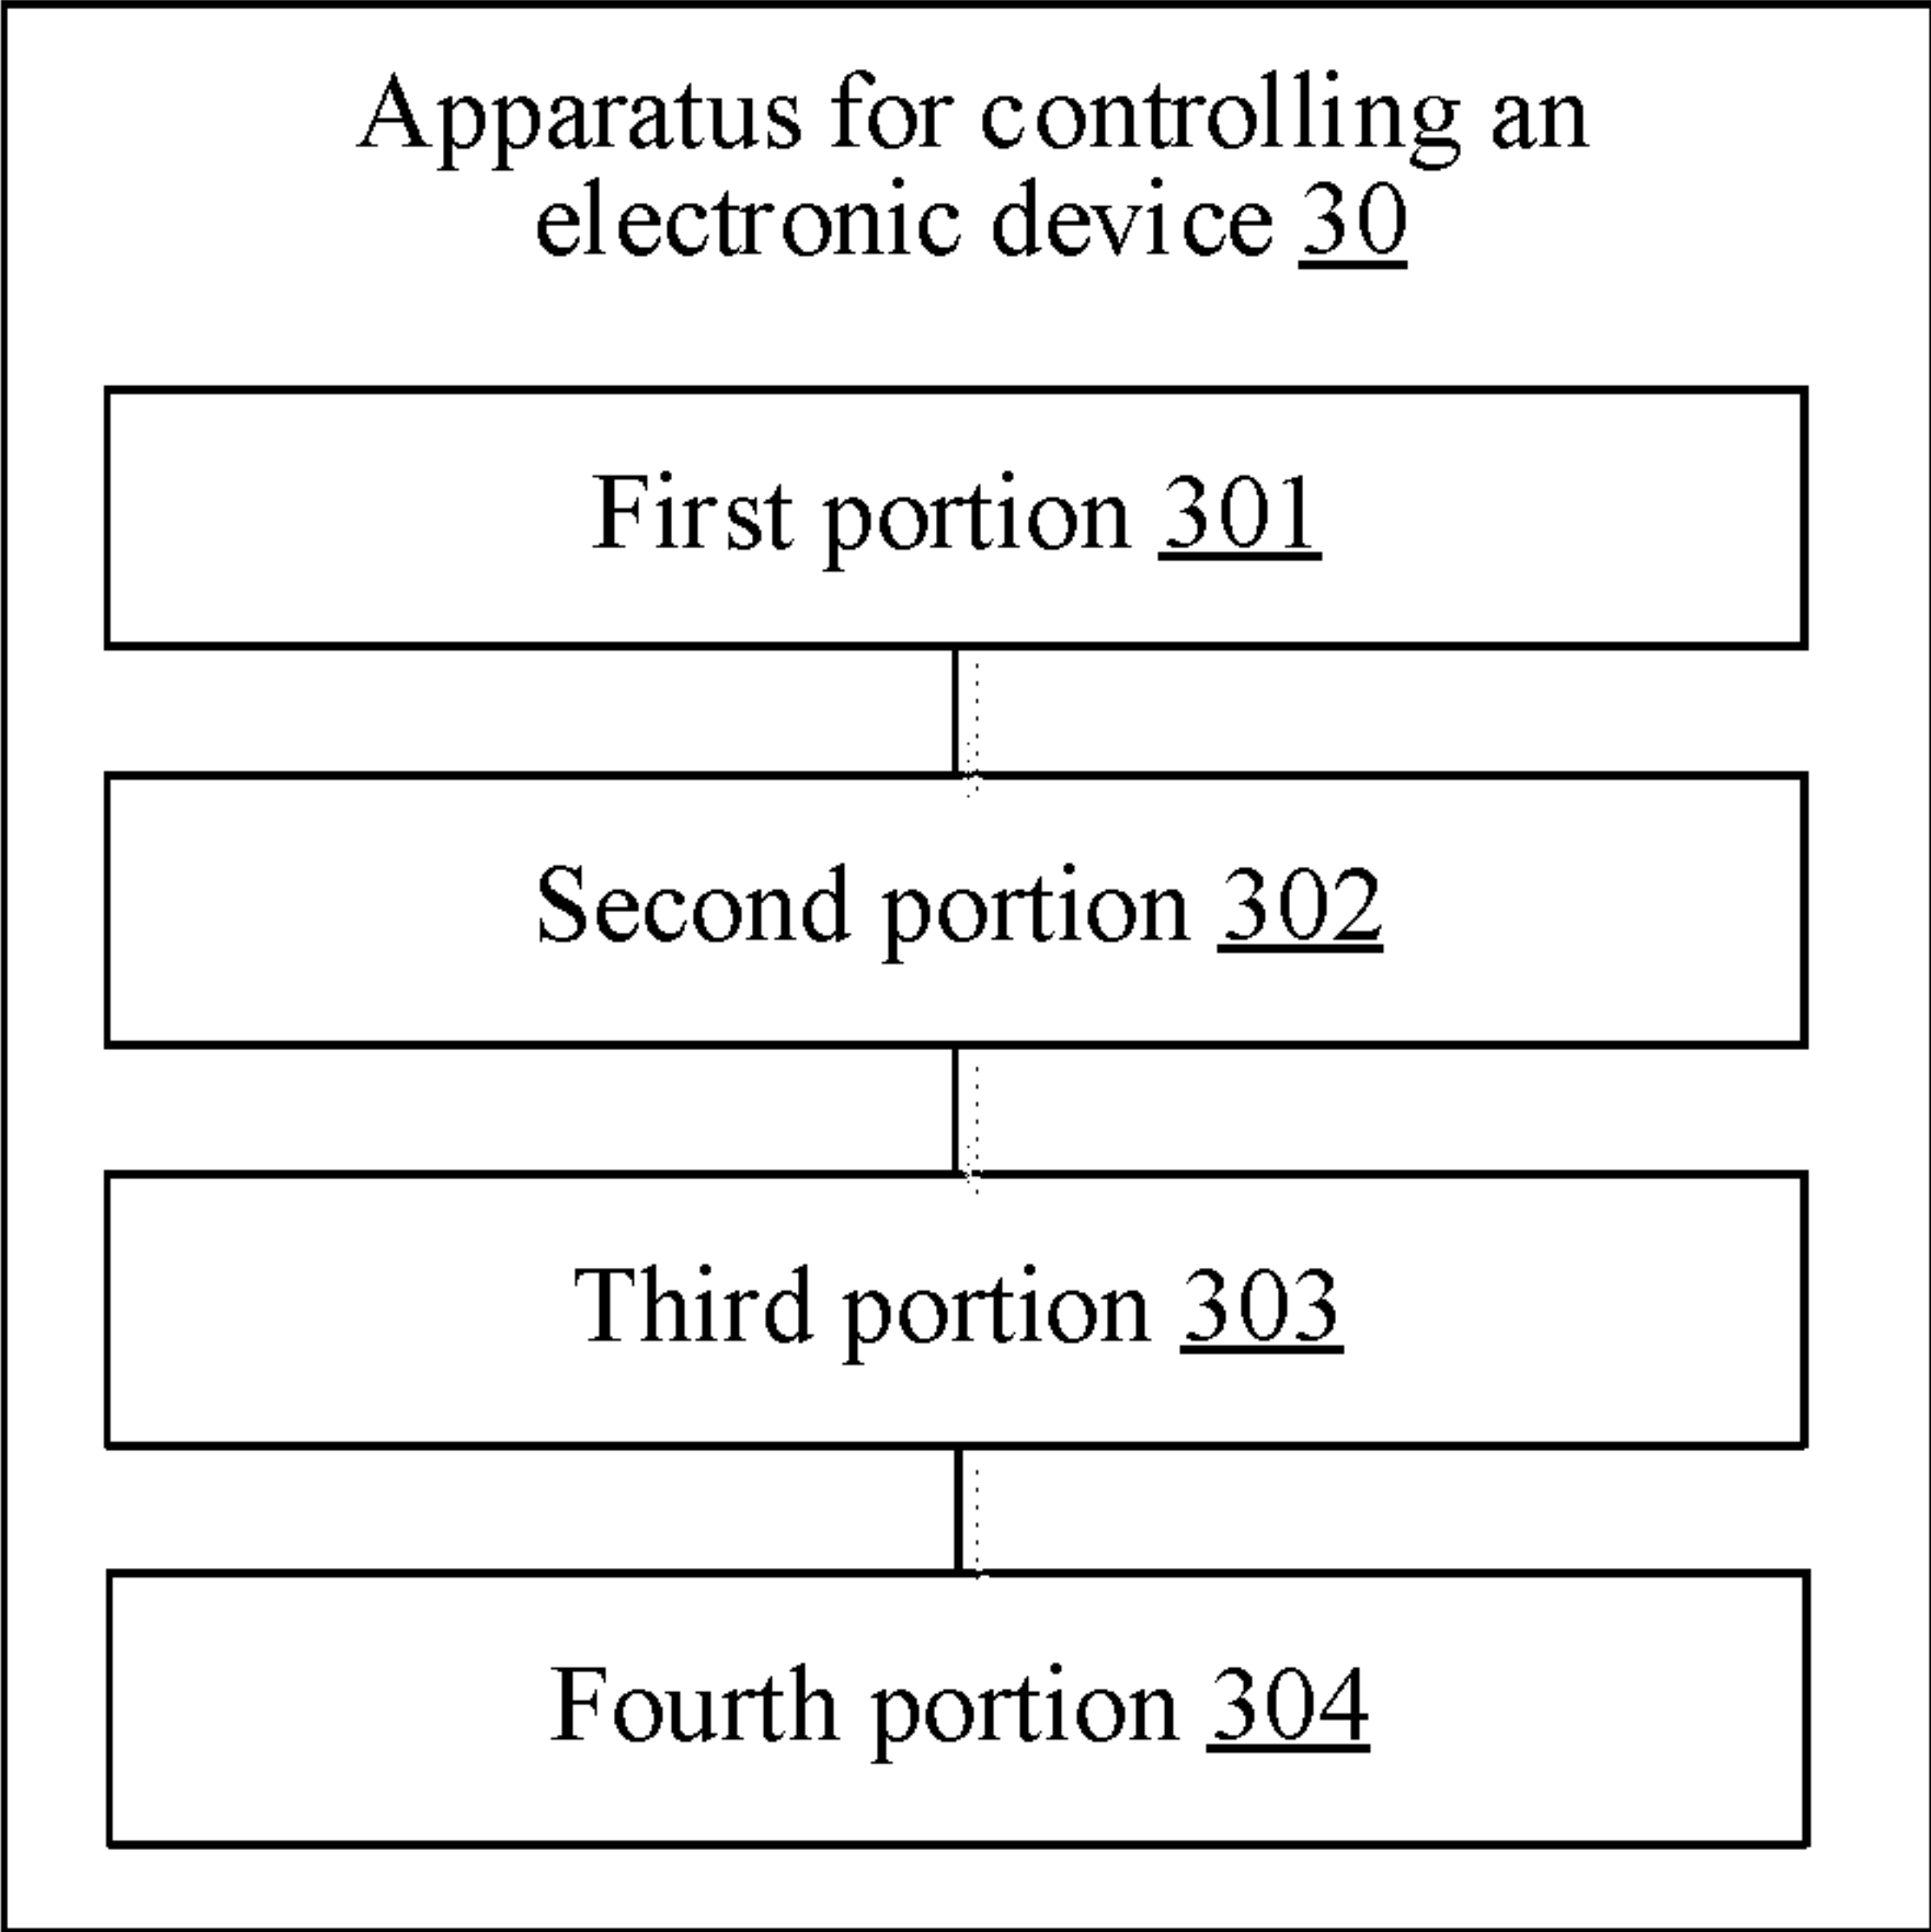 Apparatus for controlling an
electronic device 30
First portion 301
Second portion 302
Third portion 303
Fourth portion 304